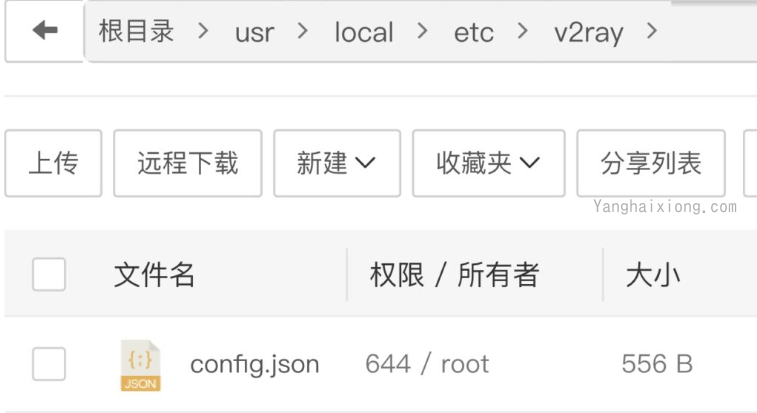 根目录 > usr > local > etc > v2ray >
上传 远程下载 新建 收藏夹 分享列表
Yanghaixiong.com
文件名 权限 / 所有者 大小
{;} JSON config.json 644 / root 556 B